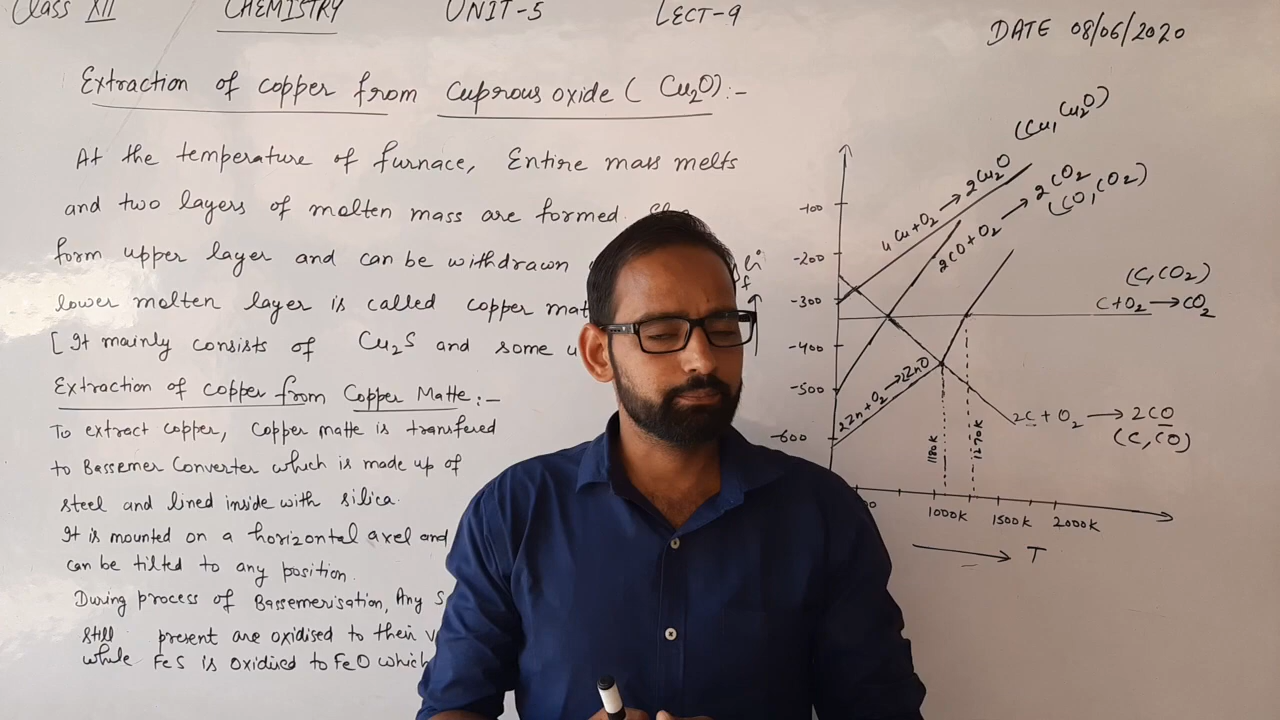 Class XII CHEMISTRY UNIT-5 LECT-9
DATE 08/06/2020
Extraction of copper from Cuprous oxide ( Cu2O):-
At the temperature of furnace, Entire mass melts
and two layers of molten mass are formed.
form upper layer and can be withdrawn
lower molten layer is called copper mat
[It mainly consists of Cu2S and some
Extraction of copper from Copper Matte:-
To extract copper, Copper matte is transfered
to Bassemer Converter which is made up of
steel and lined inside with silica.
It is mounted on a horizontal axel and
can be tilted to any position.
During process of Bassemerisation, Any S
still present are oxidised to their
while FeS is oxidised to FeO which
(Cu, Cu2O)
4Cu+O2 → 2Cu2O
2CO+O2 → 2CO2
(CO, CO2)
(C, CO2)
C+O2 → CO2
2Zn+O2 → 2ZnO
2C+O2 → 2CO
(C, CO)
-100
-200
-300
-400
-500
-600
1180K
1270K
1000K 1500K 2000K
→ T